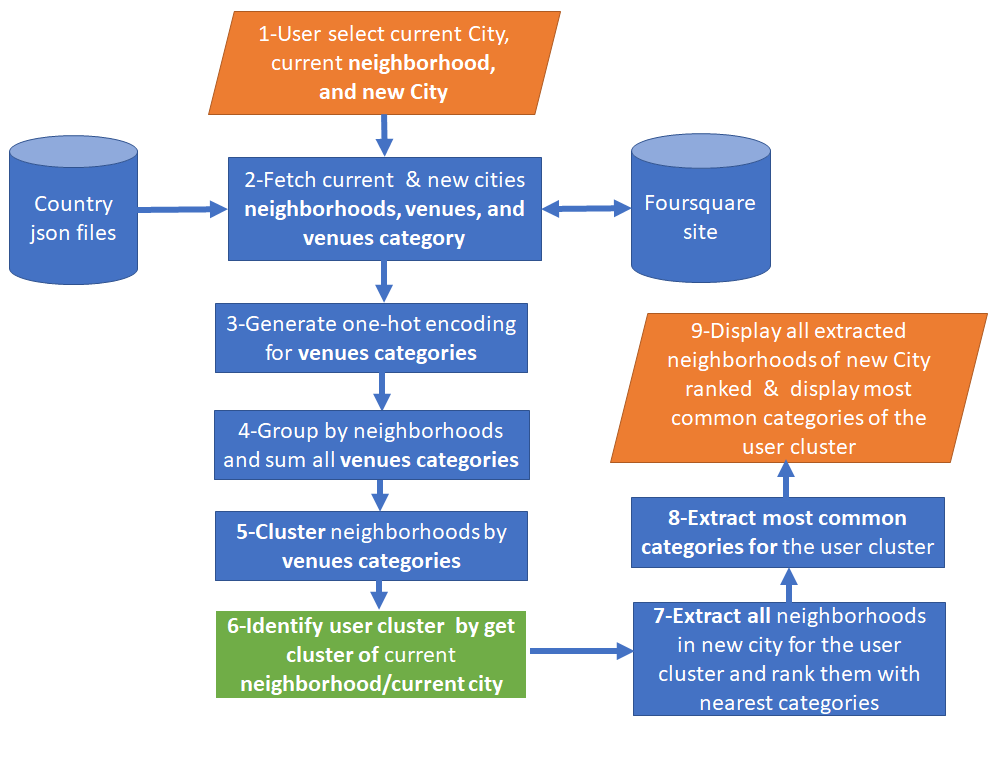 1-User select current City,
current neighborhood,
and new City
Country
json files
2-Fetch current & new cities
neighborhoods, venues, and
venues category
Foursquare
site
3-Generate one-hot encoding
for venues categories
4-Group by neighborhoods
and sum all venues categories
5-Cluster neighborhoods by
venues categories
6-Identify user cluster by get
cluster of current
neighborhood/current city
7-Extract all neighborhoods
in new city for the user
cluster and rank them with
nearest categories
8-Extract most common
categories for the user cluster
9-Display all extracted
neighborhoods of new City
ranked & display most
common categories of the
user cluster